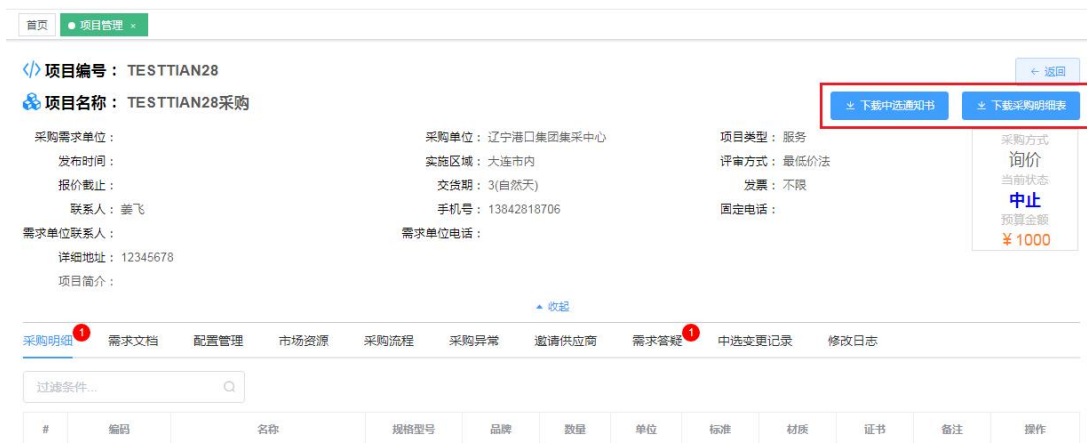 首页 项目管理 ×
项目编号： TESTTIAN28
← 返回
项目名称： TESTTIAN28采购
下载中选通知书 下载采购明细表
采购需求单位： 采购单位：辽宁港口集团集采中心 项目类型：服务
采购方式
发布时间： 实施区域：大连市内 评审方式：最低价法
询价
报价截止： 交货期：3(自然天) 发票：不限
当前状态
联系人：姜飞 手机号：13842818706 固定电话：
中止
需求单位联系人： 需求单位电话：
预算金额
详细地址：12345678
¥ 1000
项目简介：
收起
采购明细 1 需求文档 配置管理 市场资源 采购流程 采购异常 邀请供应商 需求答疑 1 中选变更记录 修改日志
过滤条件...
# 编码 名称 规格型号 品牌 数量 单位 标准 材质 证书 备注 操作